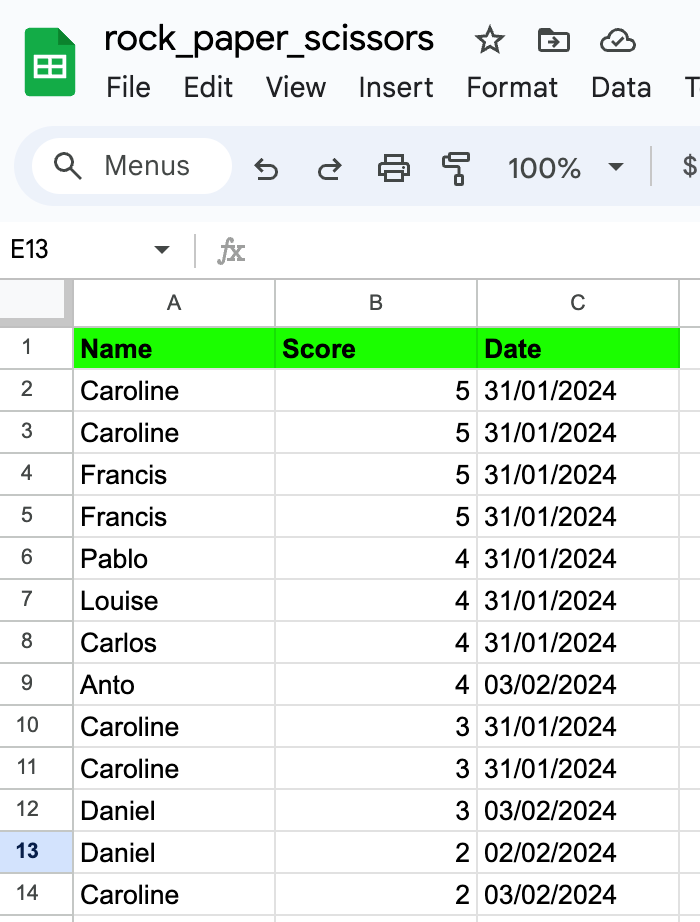 rock_paper_scissors
File Edit View Insert Format Data T
Menus 100% $
E13 fx
A B C
1 Name Score Date
2 Caroline 5 31/01/2024
3 Caroline 5 31/01/2024
4 Francis 5 31/01/2024
5 Francis 5 31/01/2024
6 Pablo 4 31/01/2024
7 Louise 4 31/01/2024
8 Carlos 4 31/01/2024
9 Anto 4 03/02/2024
10 Caroline 3 31/01/2024
11 Caroline 3 31/01/2024
12 Daniel 3 03/02/2024
13 Daniel 2 02/02/2024
14 Caroline 2 03/02/2024